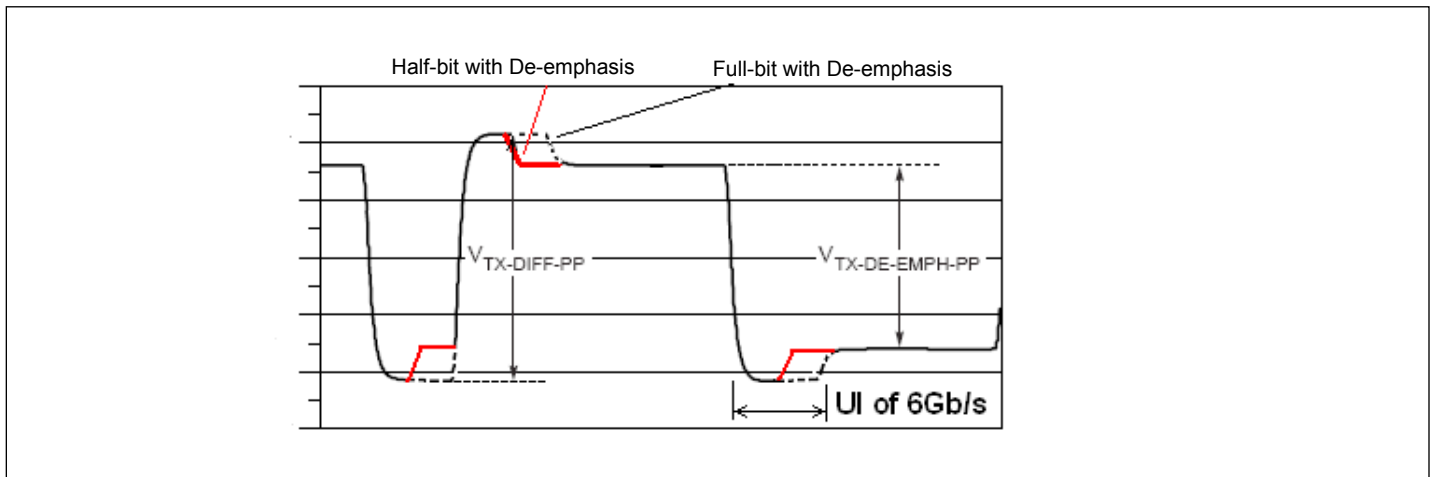 Half-bit with De-emphasis
Full-bit with De-emphasis
VTX-DIFF-PP
VTX-DE-EMPH-PP
UI of 6Gb/s